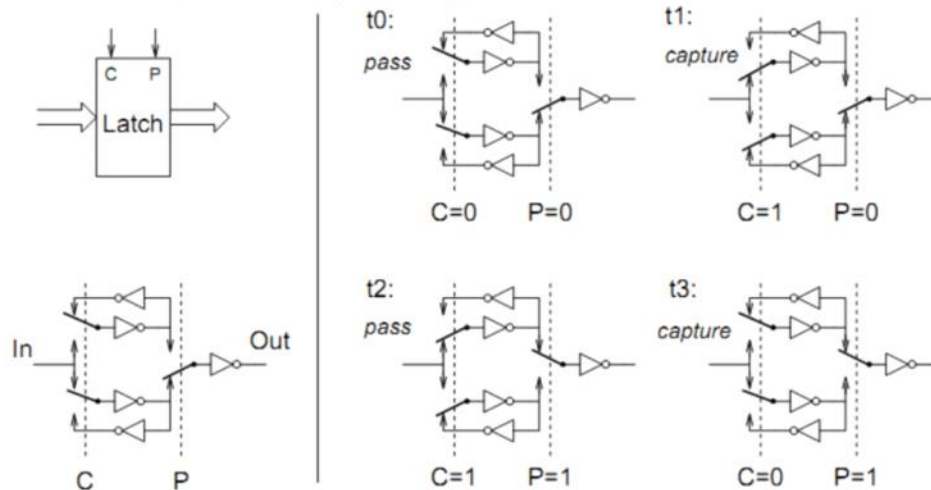 C P
Latch
In
Out
C P
t0:
pass
C=0 P=0
t1:
capture
C=1 P=0
t2:
pass
C=1 P=1
t3:
capture
C=0 P=1